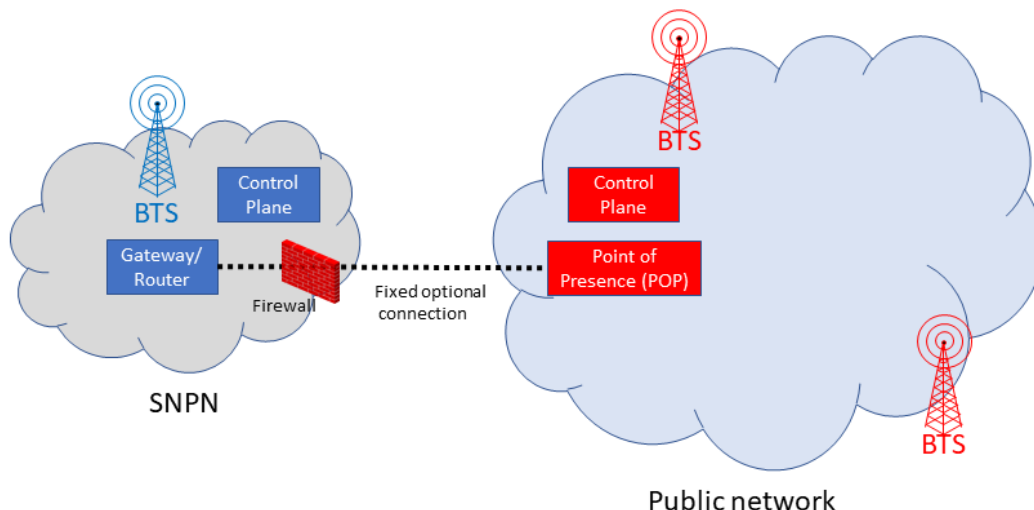 BTS
Control
Plane
Gateway/
Router
Firewall
Fixed optional
connection
SNPN
BTS
Control
Plane
Point of
Presence (POP)
BTS
Public network